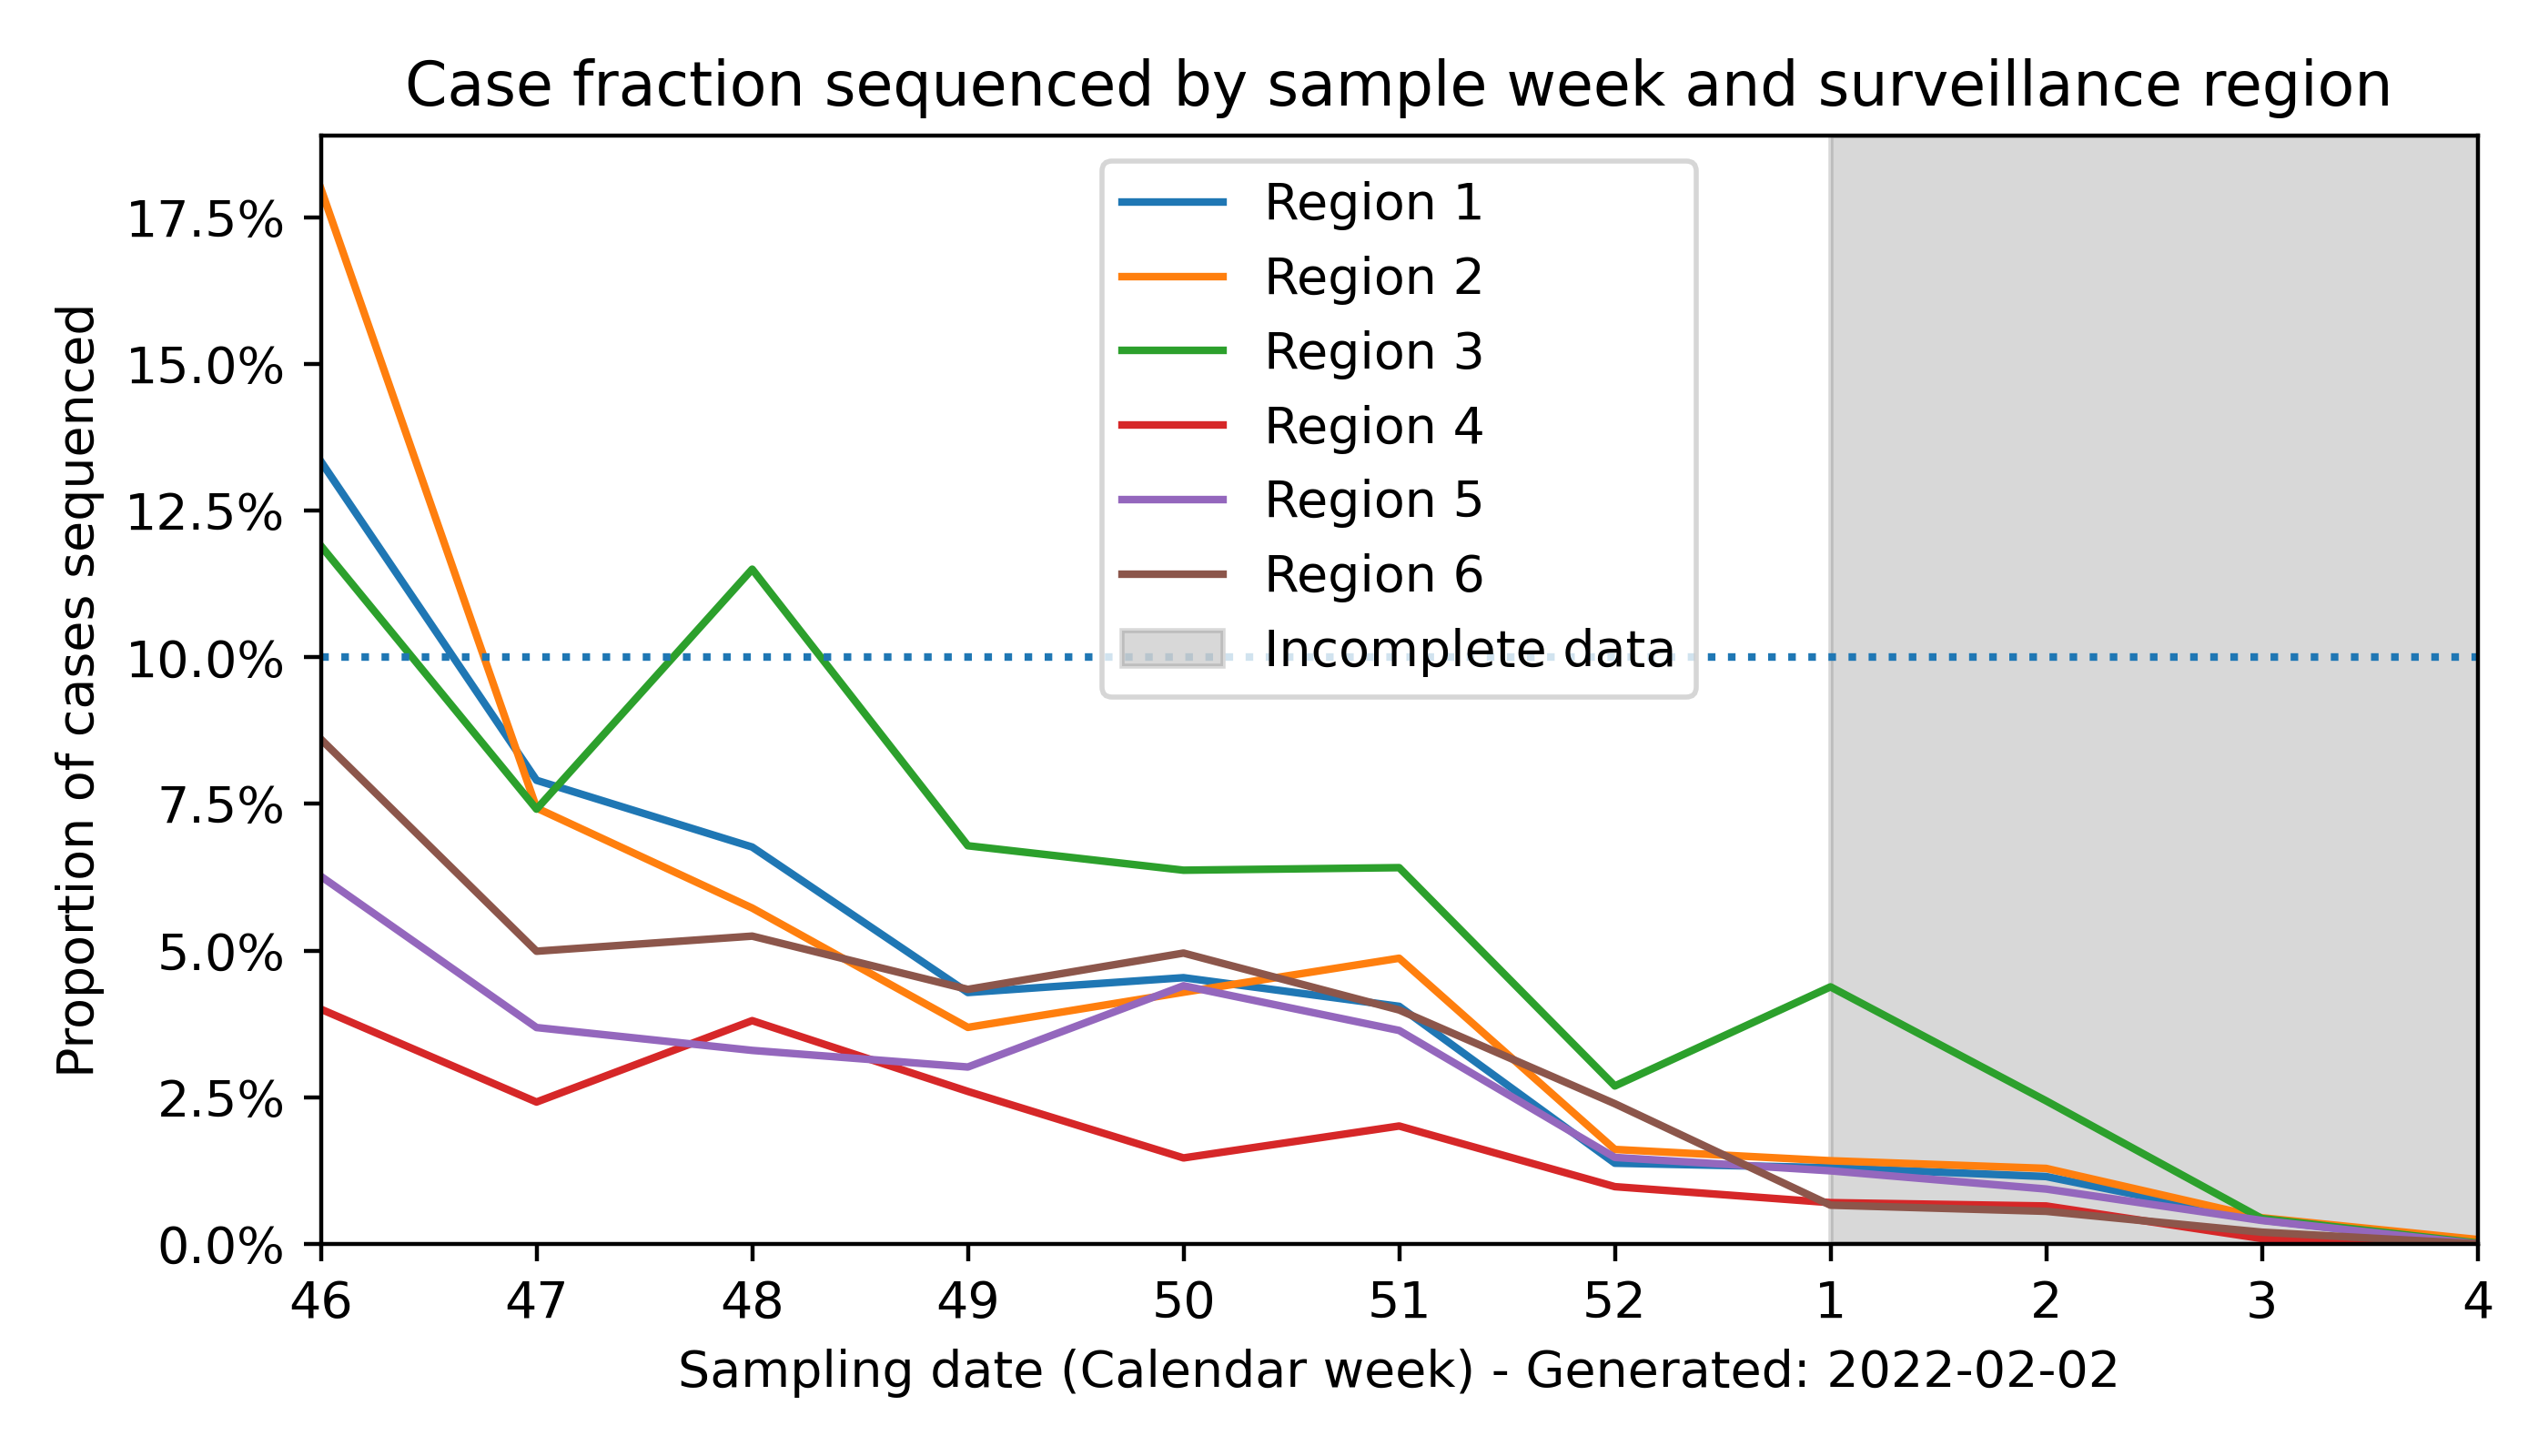 Case fraction sequenced by sample week and surveillance region
Proportion of cases sequenced
17.5%
15.0%
12.5%
10.0%
7.5%
5.0%
2.5%
0.0%
Region 1
Region 2
Region 3
Region 4
Region 5
Region 6
Incomplete data
46 47 48 49 50 51 52 1 2 3 4
Sampling date (Calendar week) - Generated: 2022-02-02